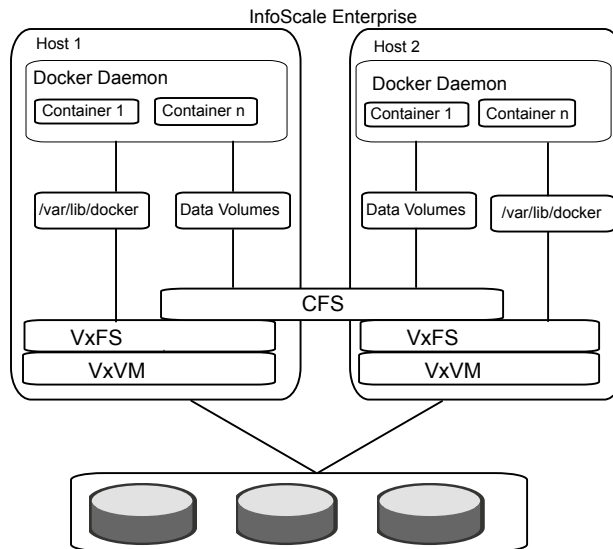 InfoScale Enterprise
Host 1
Docker Daemon
Container 1
Container n
/var/lib/docker
Data Volumes
Host 2
Docker Daemon
Container 1
Container n
Data Volumes
/var/lib/docker
CFS
VxFS
VxVM
VxFS
VxVM